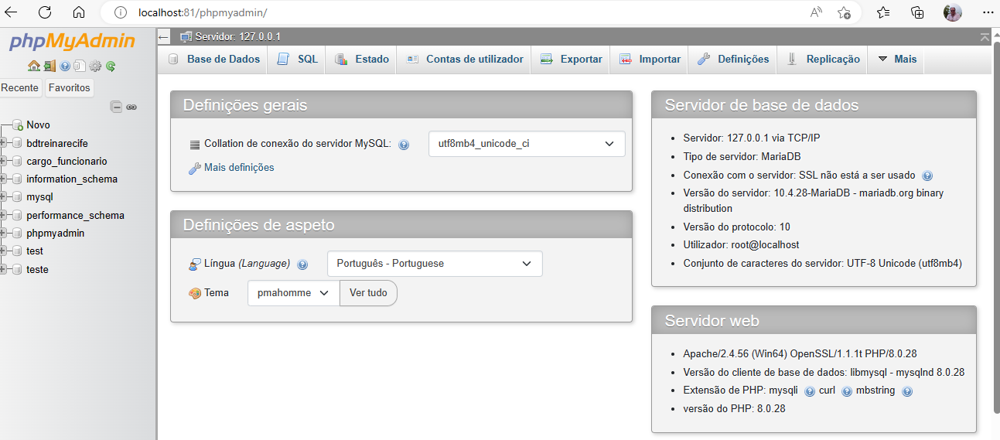 localhost:81/phpmyadmin/
phpMyAdmin
Recente Favoritos
Novo
bdtreinarecife
cargo_funcionario
information_schema
mysql
performance_schema
phpmyadmin
test
teste
Servidor: 127.0.0.1
Base de Dados SQL Estado Contas de utilizador Exportar Importar Definições Replicação Mais
Definições gerais
Collation de conexão do servidor MySQL: utf8mb4_unicode_ci
Mais definições
Definições de aspeto
Língua (Language) Português - Portuguese
Tema pmahomme Ver tudo
Servidor de base de dados
Servidor: 127.0.0.1 via TCP/IP
Tipo de servidor: MariaDB
Conexão com o servidor: SSL não está a ser usado
Versão do servidor: 10.4.28-MariaDB - mariadb.org binary
distribution
Versão do protocolo: 10
Utilizador: root@localhost
Conjunto de caracteres do servidor: UTF-8 Unicode (utf8mb4)
Servidor web
Apache/2.4.56 (Win64) OpenSSL/1.1.1t PHP/8.0.28
Versão do cliente de base de dados: libmysql - mysqlnd 8.0.28
Extensão de PHP: mysqli curl mbstring
versão do PHP: 8.0.28